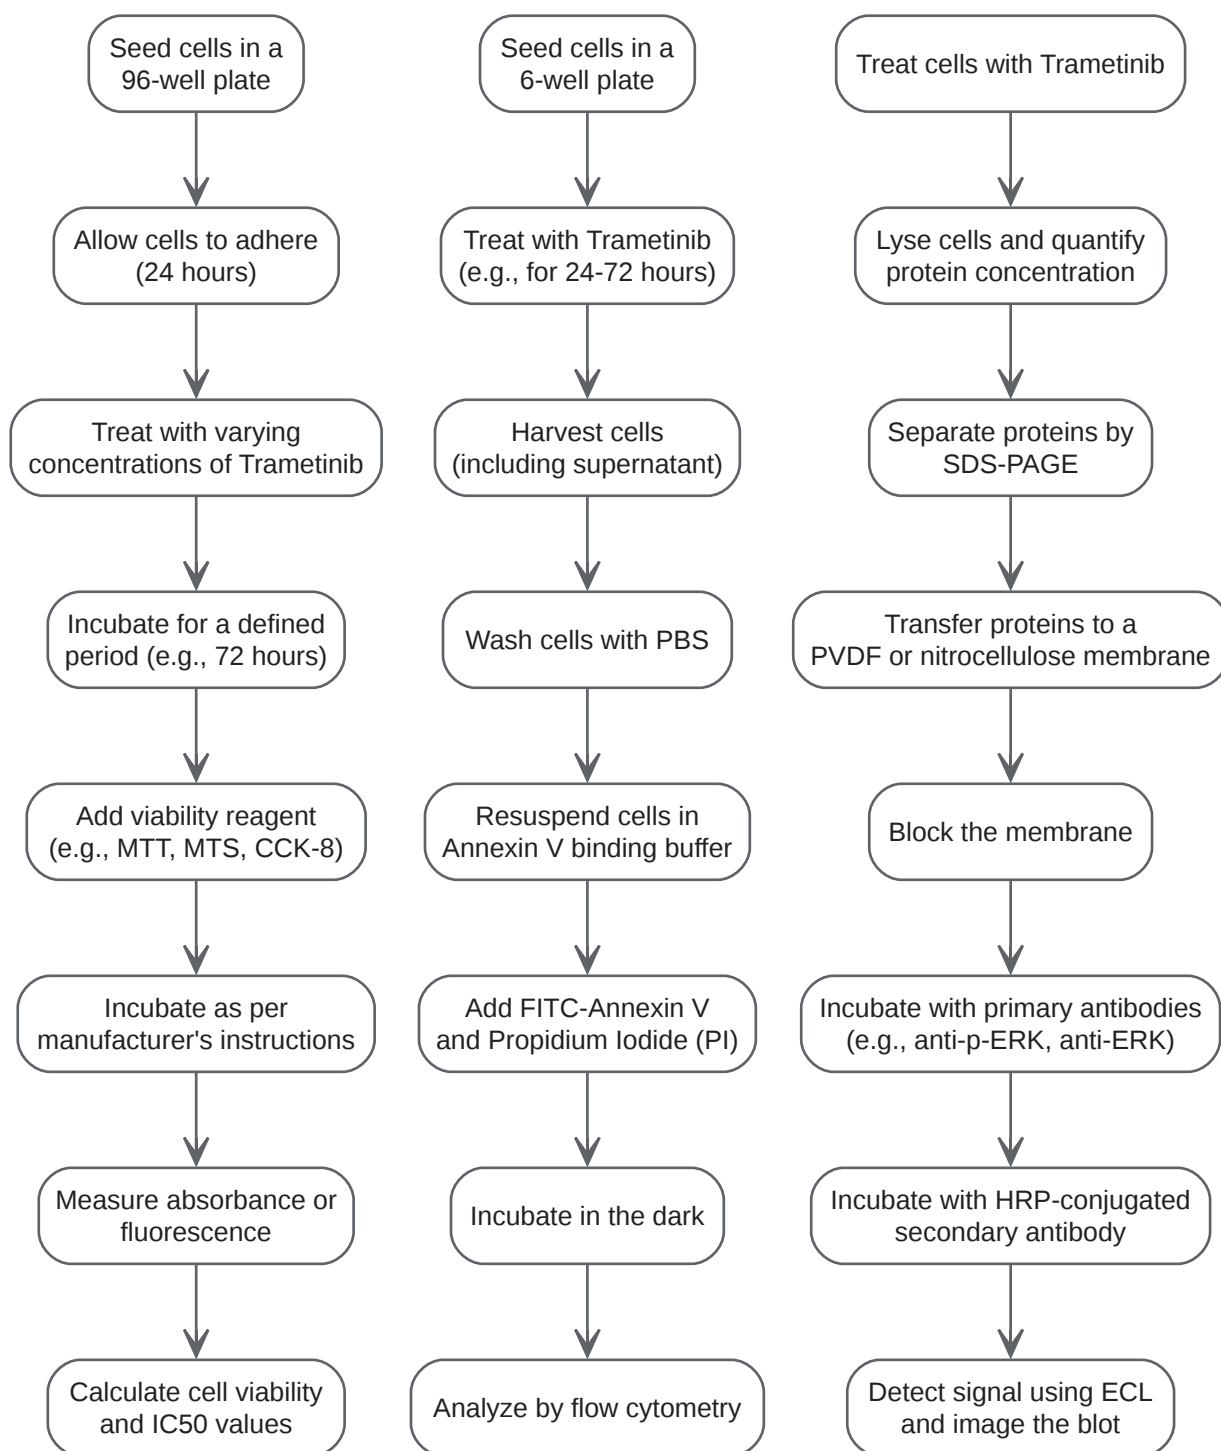 Seed cells in a
96-well plate
Allow cells to adhere
(24 hours)
Treat with varying
concentrations of Trametinib
Incubate for a defined
period (e.g., 72 hours)
Add viability reagent
(e.g., MTT, MTS, CCK-8)
Incubate as per
manufacturer's instructions
Measure absorbance or
fluorescence
Calculate cell viability
and IC50 values
Seed cells in a
6-well plate
Treat with Trametinib
(e.g., for 24-72 hours)
Harvest cells
(including supernatant)
Wash cells with PBS
Resuspend cells in
Annexin V binding buffer
Add FITC-Annexin V
and Propidium Iodide (PI)
Incubate in the dark
Analyze by flow cytometry
Treat cells with Trametinib
Lyse cells and quantify
protein concentration
Separate proteins by
SDS-PAGE
Transfer proteins to a
PVDF or nitrocellulose membrane
Block the membrane
Incubate with primary antibodies
(e.g., anti-p-ERK, anti-ERK)
Incubate with HRP-conjugated
secondary antibody
Detect signal using ECL
and image the blot